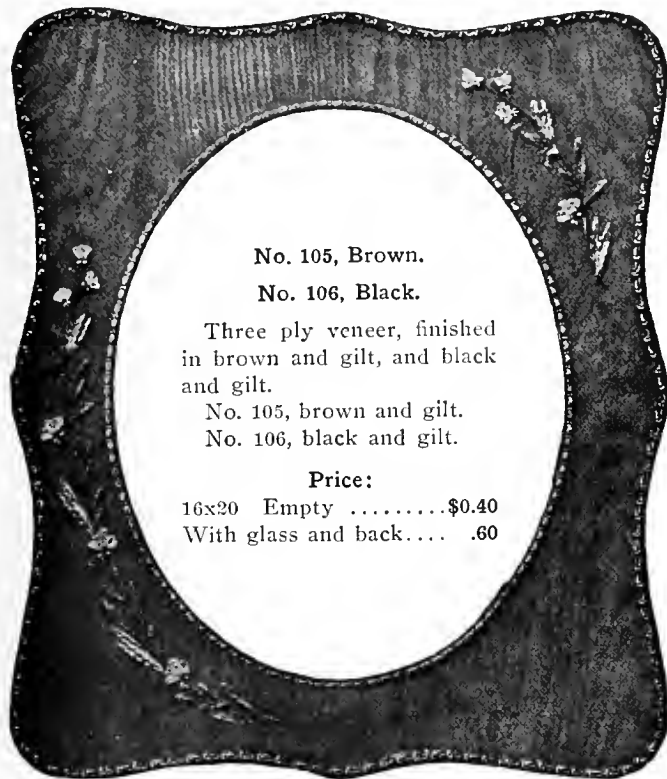 No. 105, Brown.
No. 106, Black.
Three ply veneer, finished
in brown and gilt, and black
and gilt.
No. 105, brown and gilt.
No. 106, black and gilt.
Price:
16x20 Empty .........$0.40
With glass and back.... .60